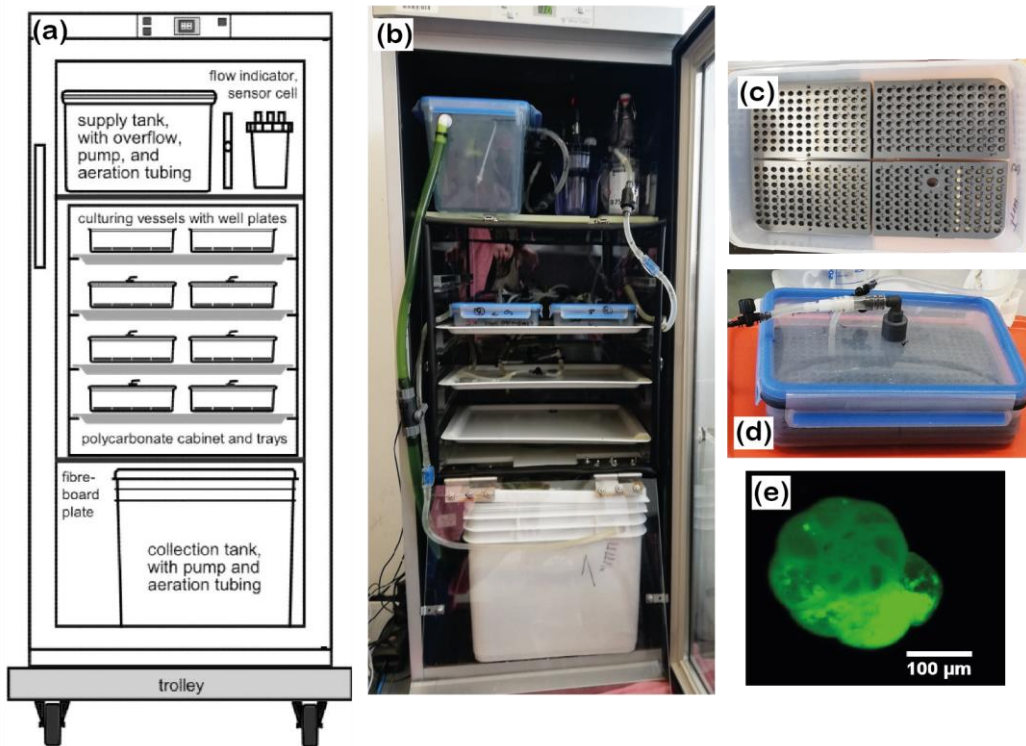 (a)
flow indicator,
sensor cell
supply tank,
with overflow,
pump, and
aeration tubing
culturing vessels with well plates
polycarbonate cabinet and trays
fibre-
board
plate
collection tank,
with pump and
aeration tubing
trolley
(b)
(c)
(d)
(e)
100 µm